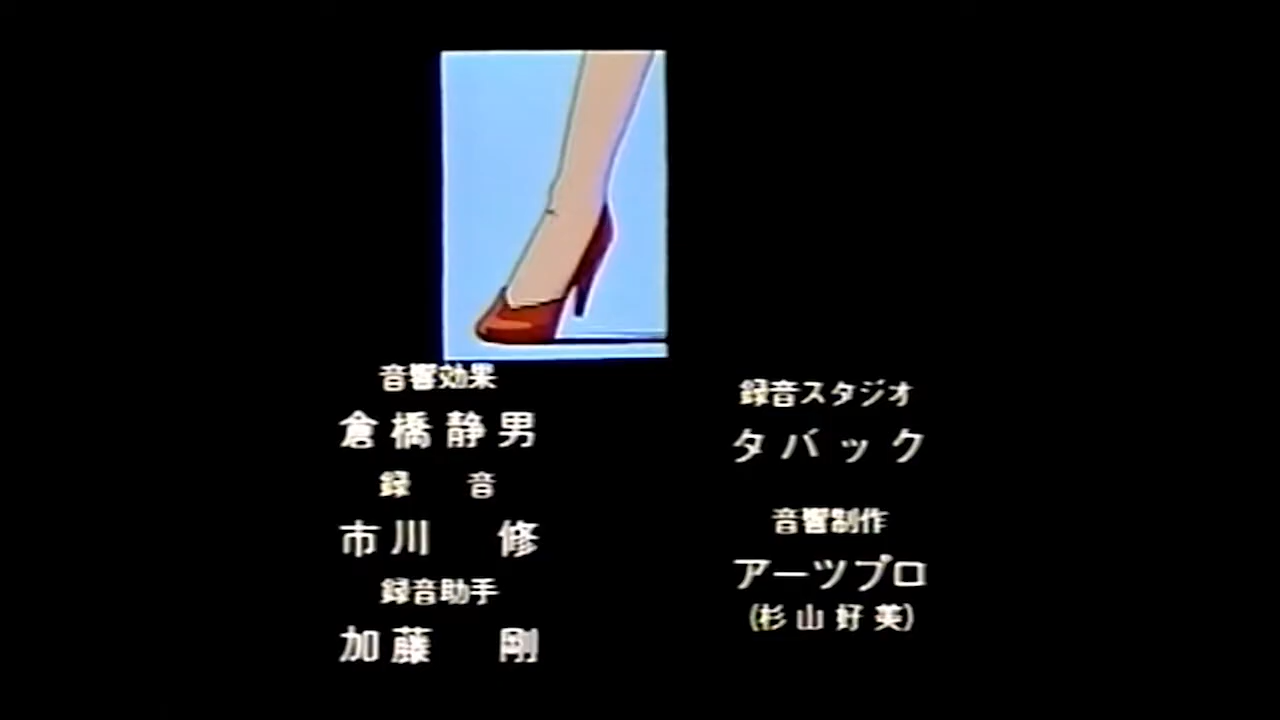 音響効果
倉橋静男
録音
市川 修
録音助手
加藤 剛
録音スタジオ
タバック
音響制作
アーツプロ
(杉山好美)